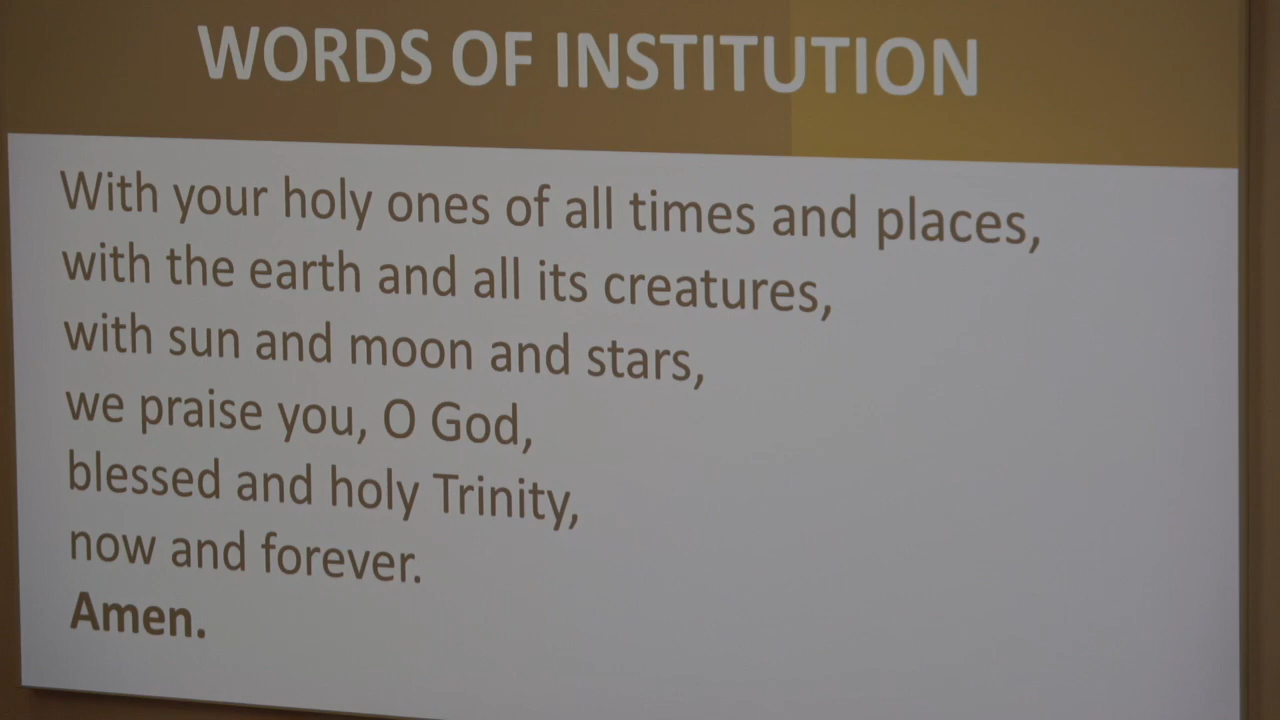 WORDS OF INSTITUTION
With your holy ones of all times and places,
with the earth and all its creatures,
with sun and moon and stars,
we praise you, O God,
blessed and holy Trinity,
now and forever.
Amen.